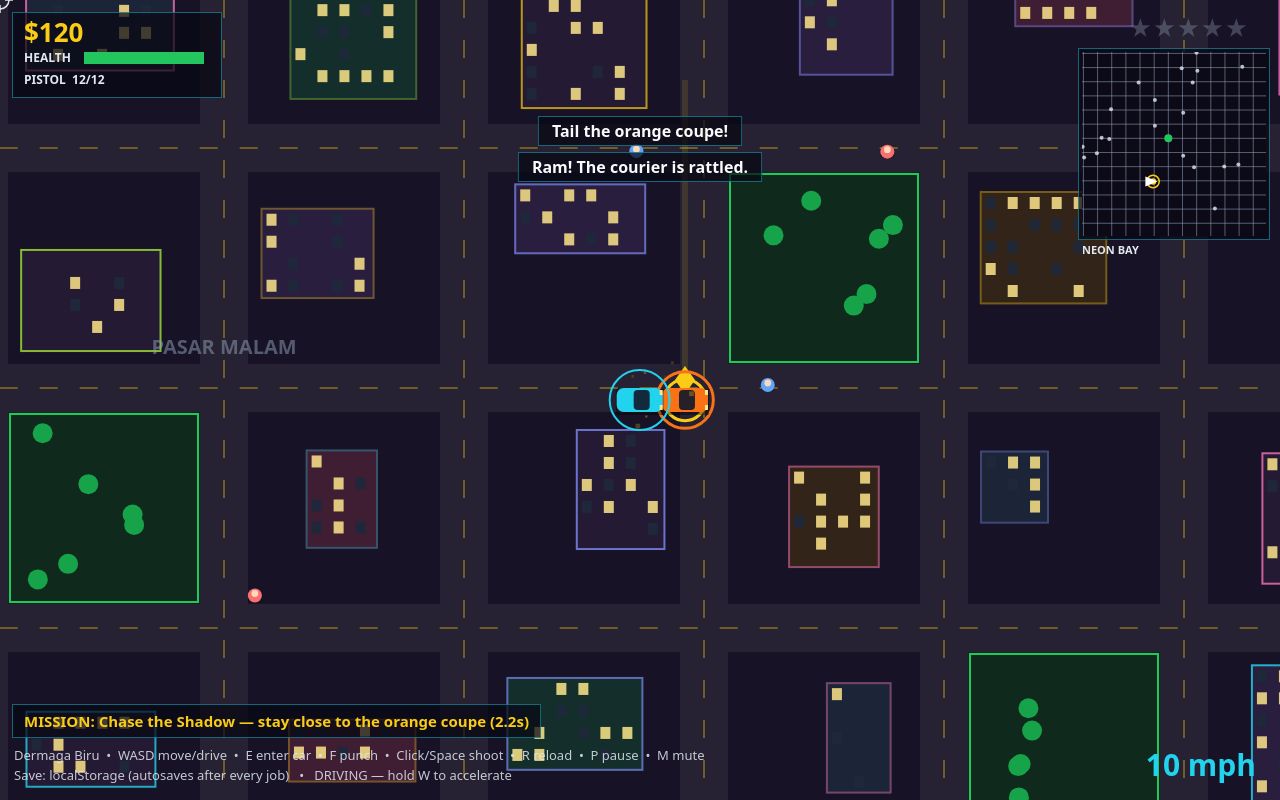 $120
HEALTH
PISTOL 12/12
★★★★★
Tail the orange coupe!
Ram! The courier is rattled.
NEON BAY
PASAR MALAM
MISSION: Chase the Shadow — stay close to the orange coupe (2.2s)
Dermaga Biru • WASD move/drive • E enter car • F punch • Click/Space shoot • R reload • P pause • M mute
Save: localStorage (autosaves after every job) • DRIVING — hold W to accelerate
10 mph